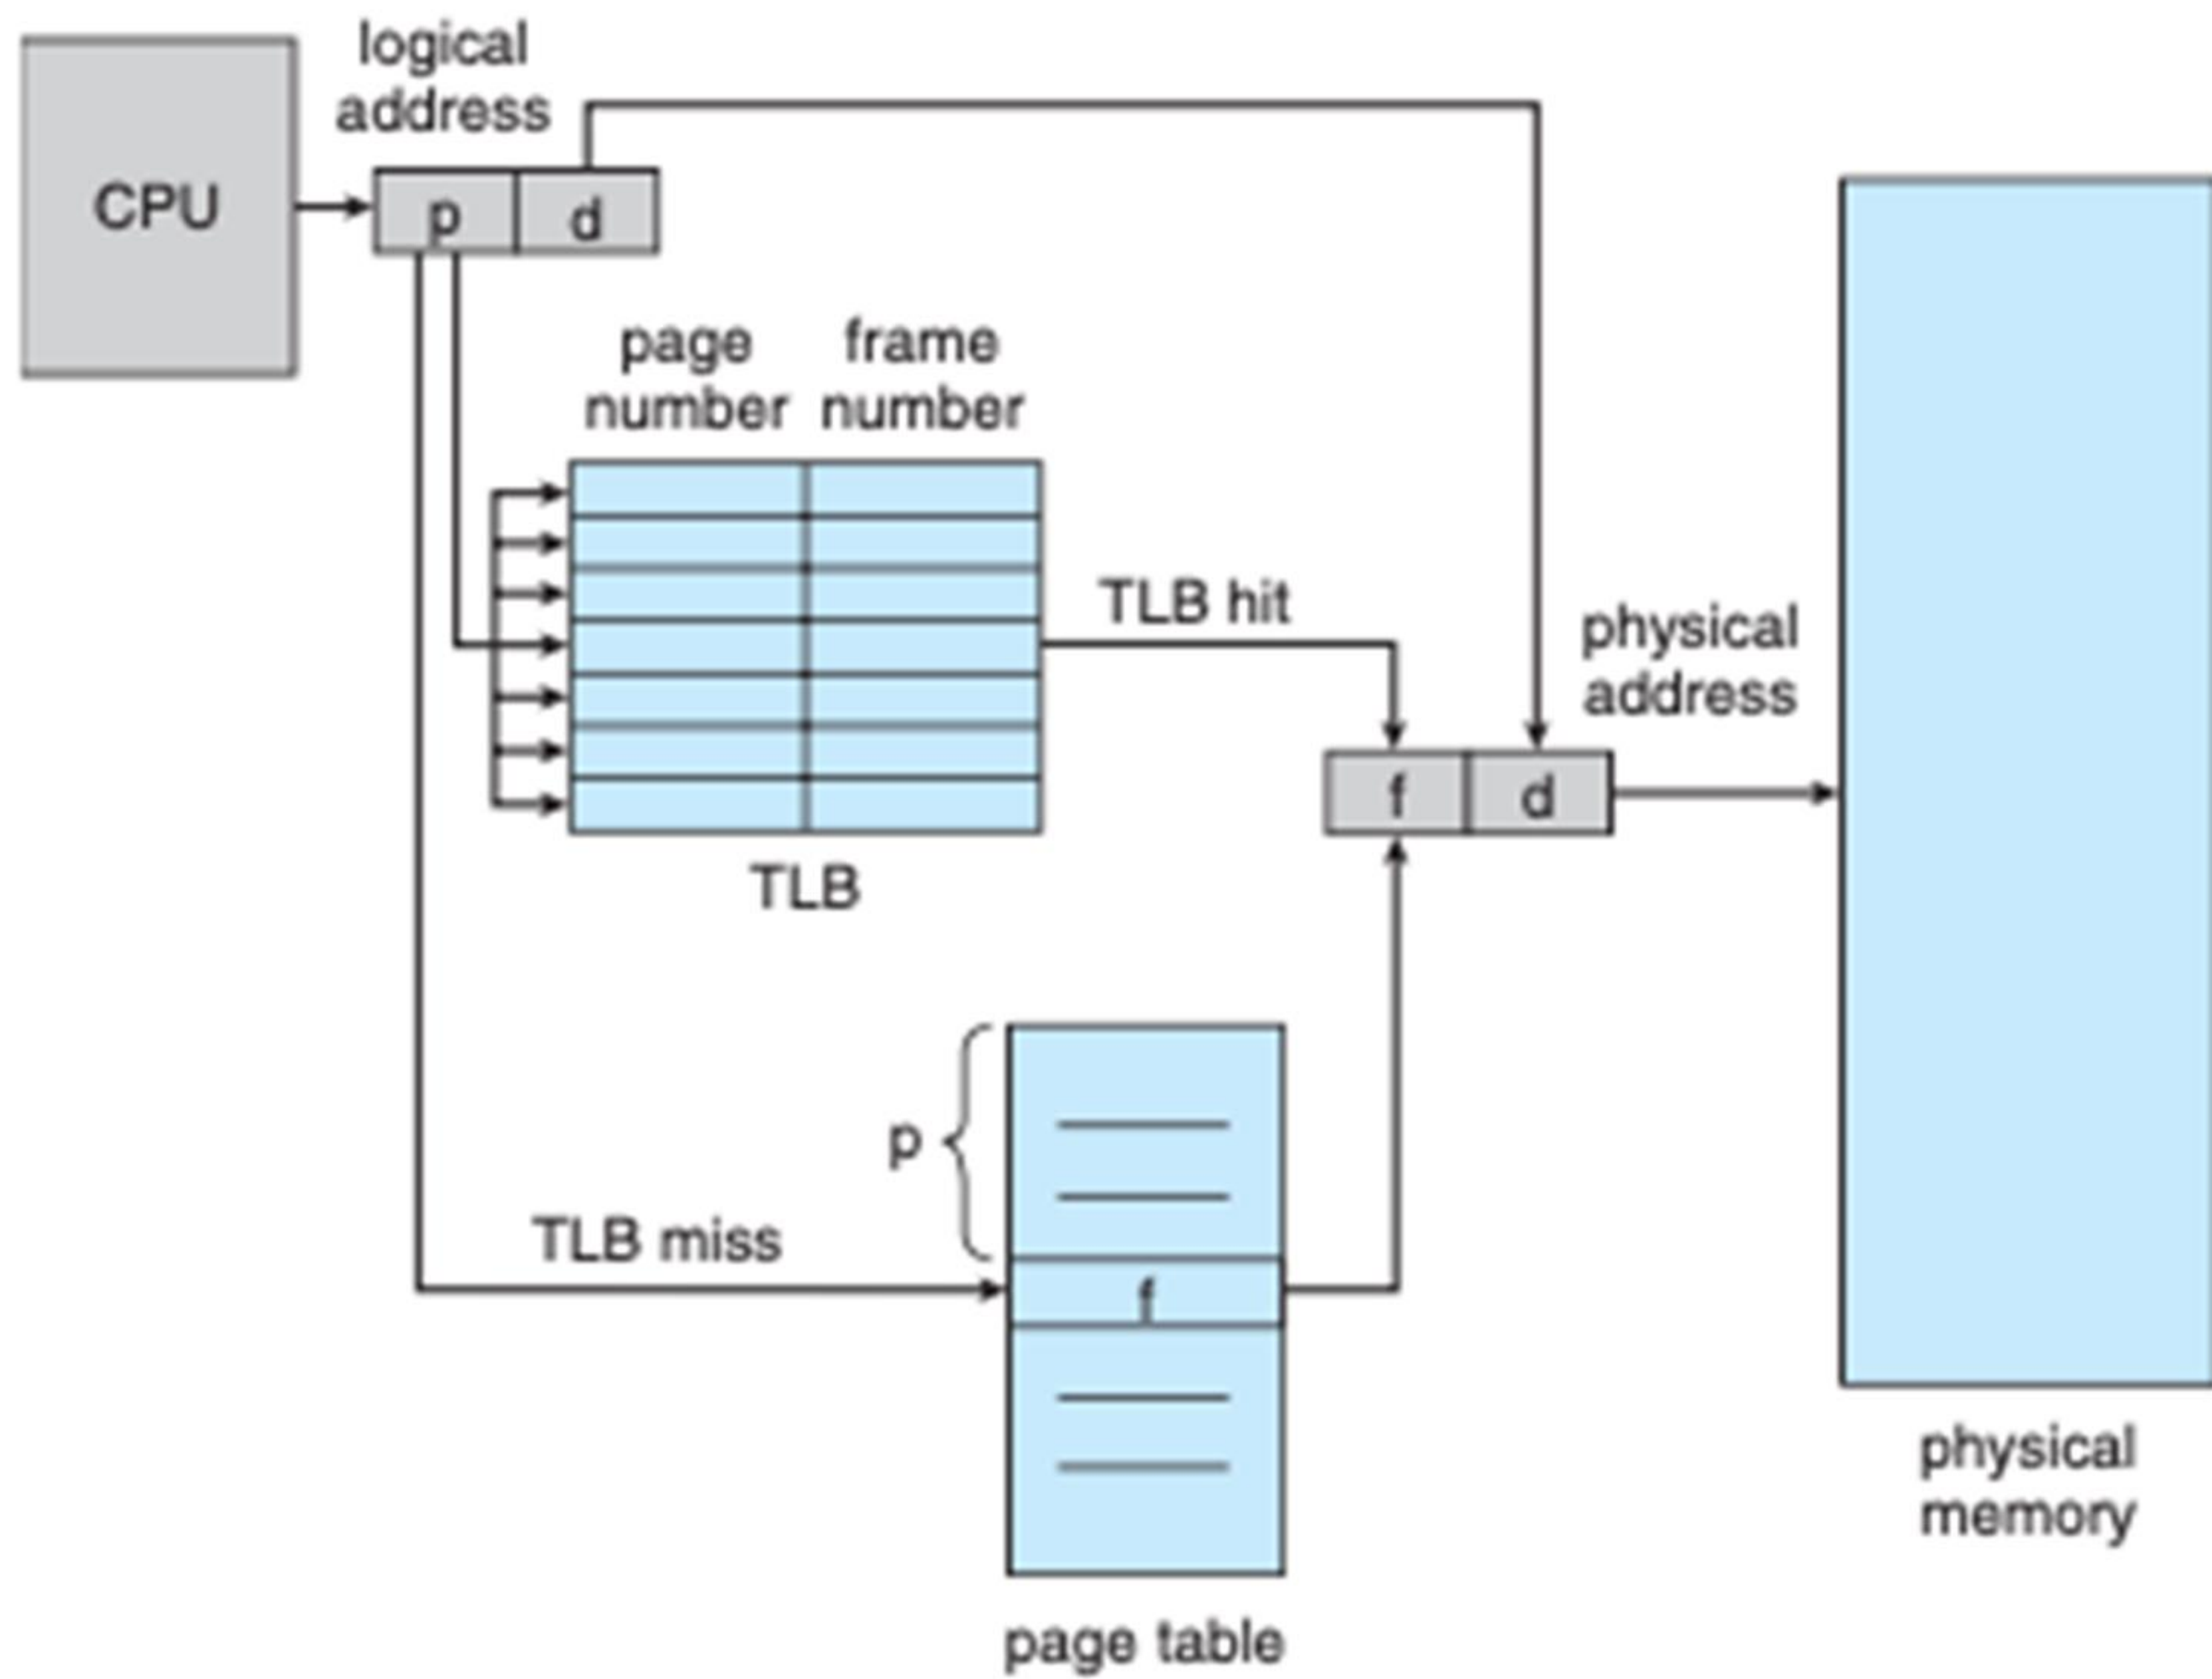 logical
address
CPU
p
d
page
number
frame
number
TLB hit
TLB
physical
address
f
d
p
TLB miss
f
page table
physical
memory